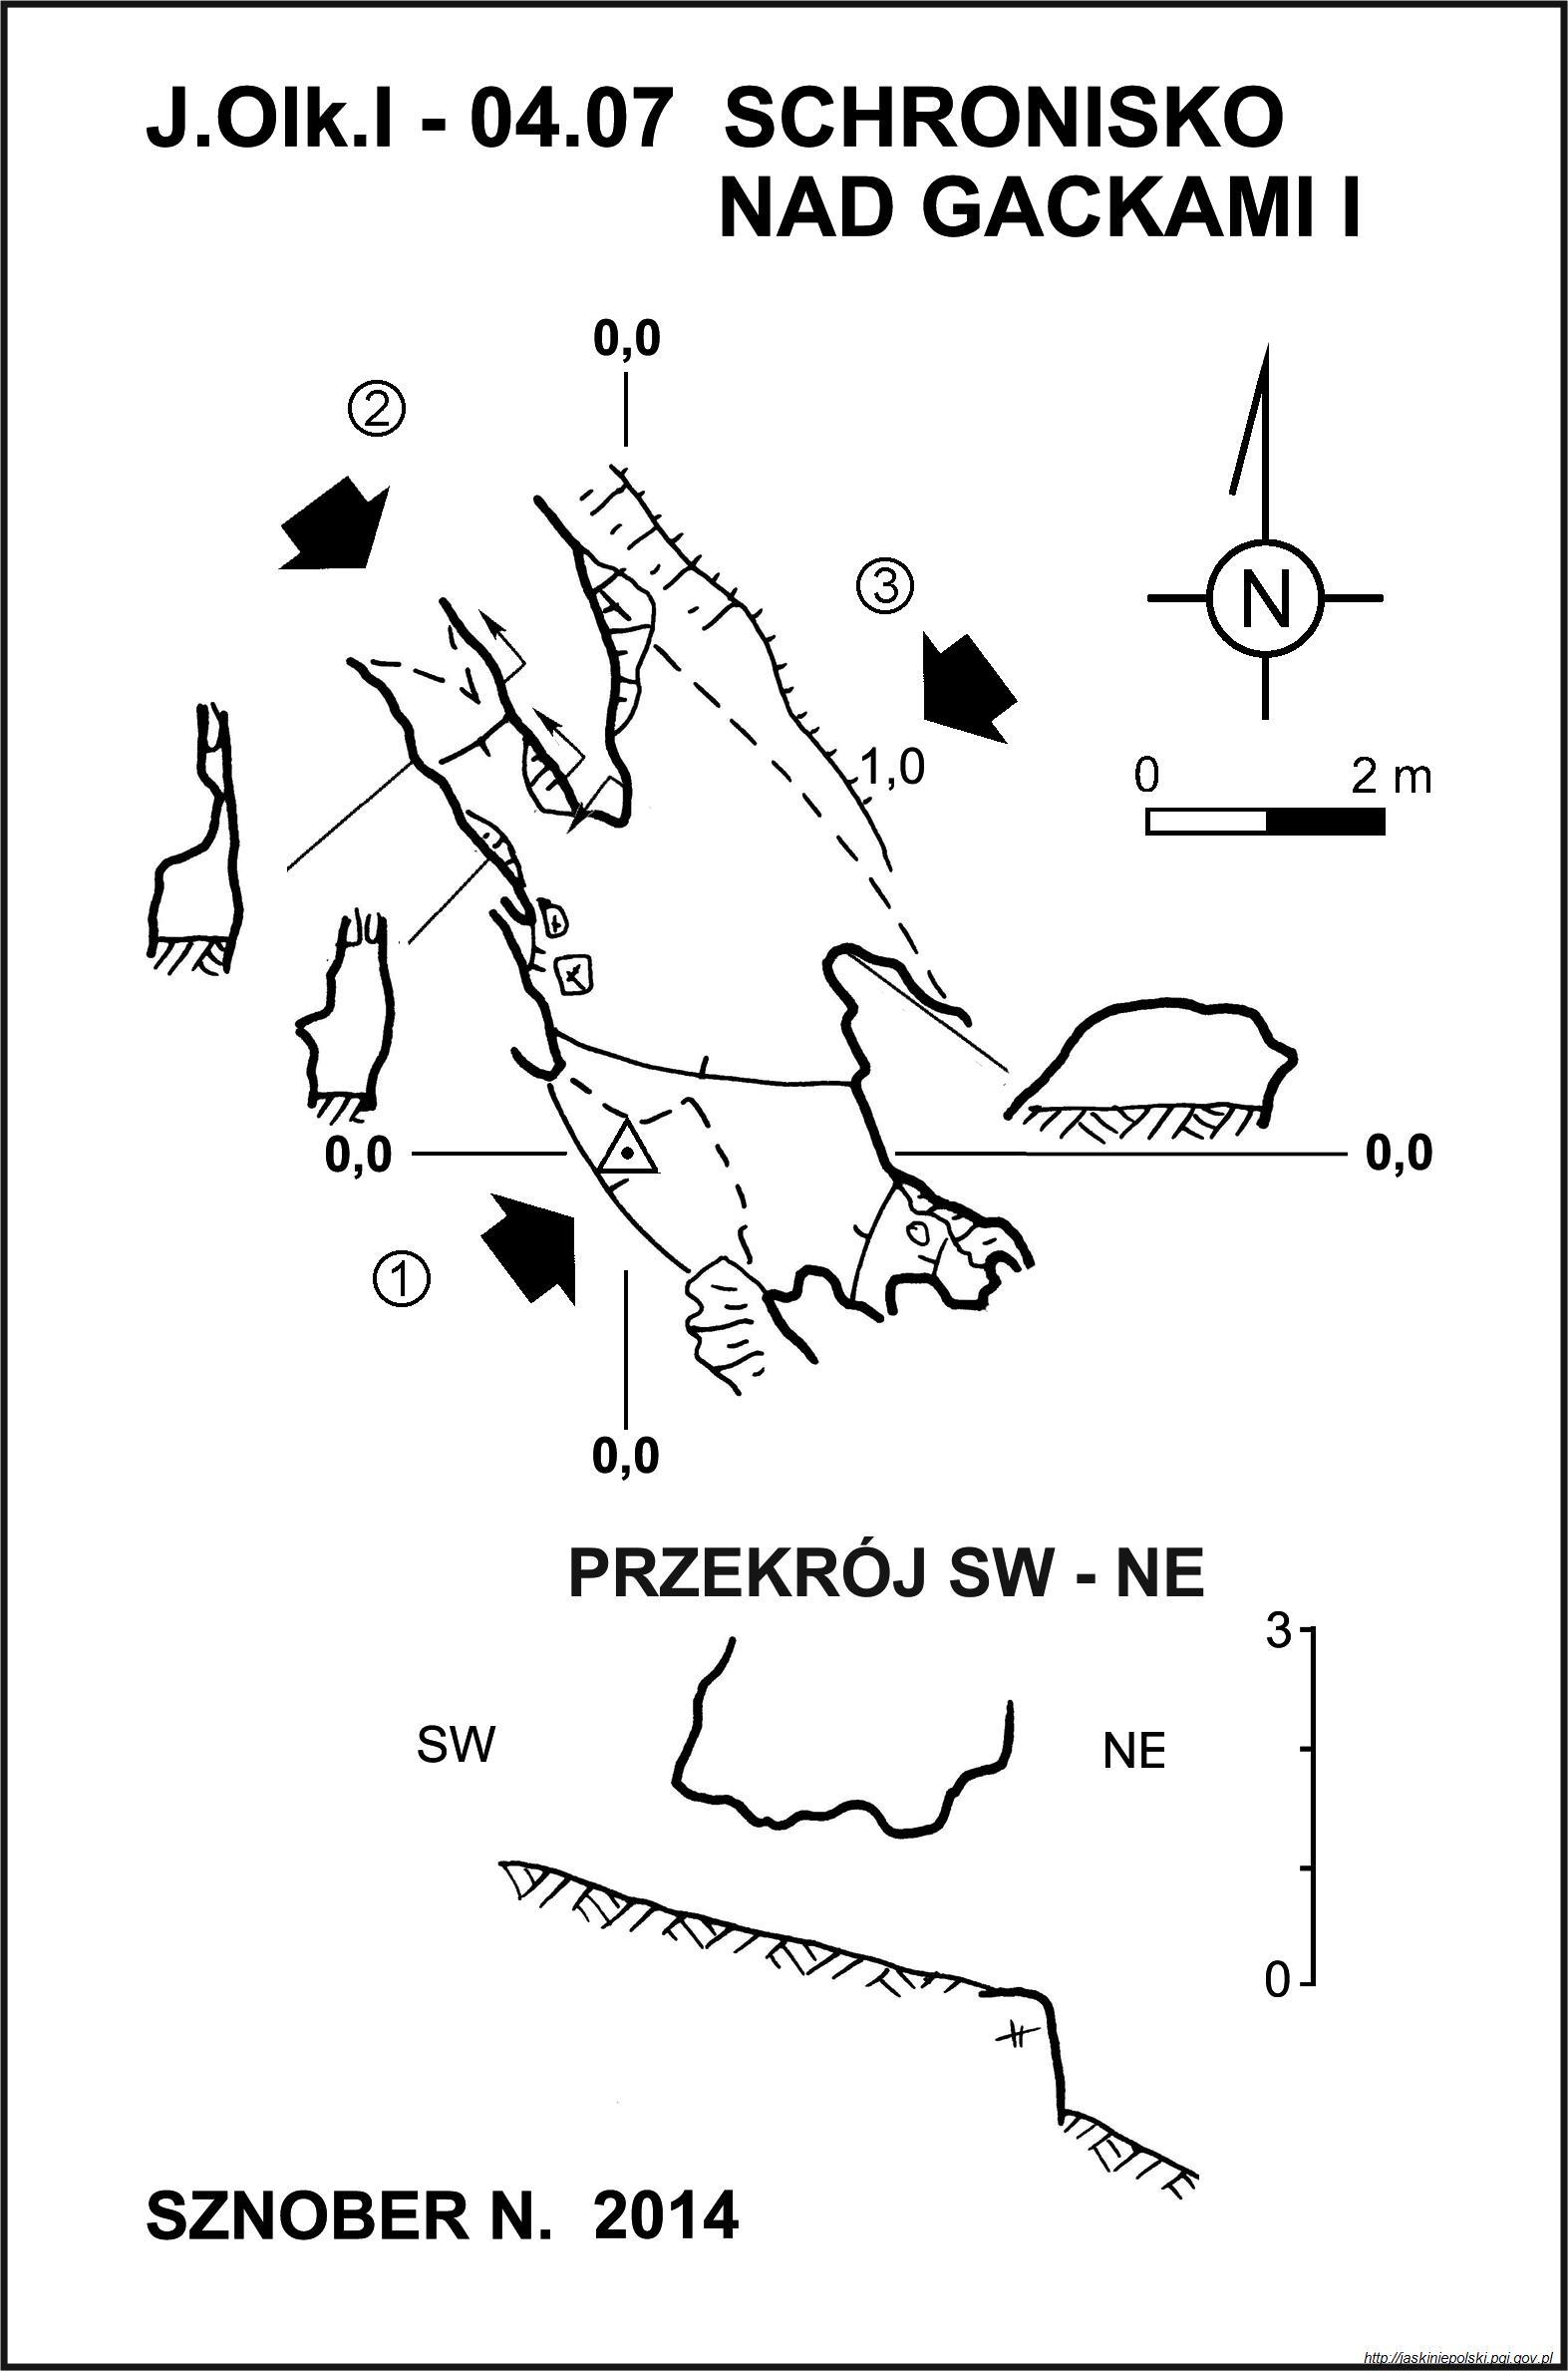 J.Olk.I - 04.07 SCHRONISKO
NAD GACKAMI I
0,0
2
3
N
1,0
0 2 m
0,0
0,0
1
0,0
PRZEKRÓJ SW - NE
3
SW
NE
0
SZNOBER N. 2014
http://jaskiniepolski.pgi.gov.pl